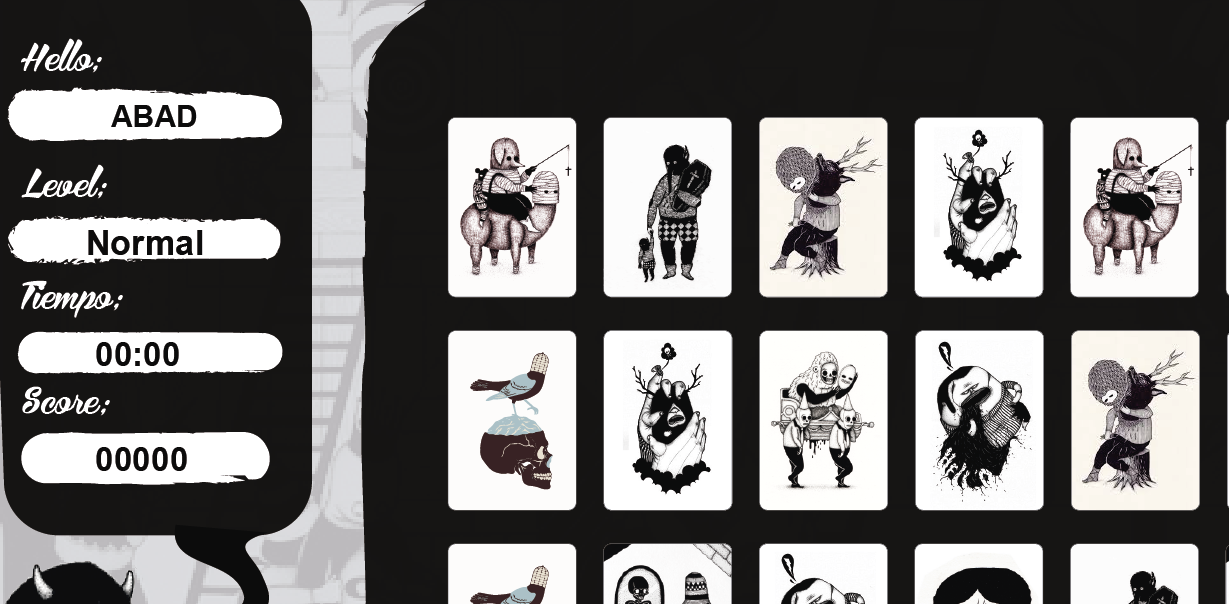 Hello;
ABAD
Level;
Normal
Tiempo;
00:00
Score;
00000